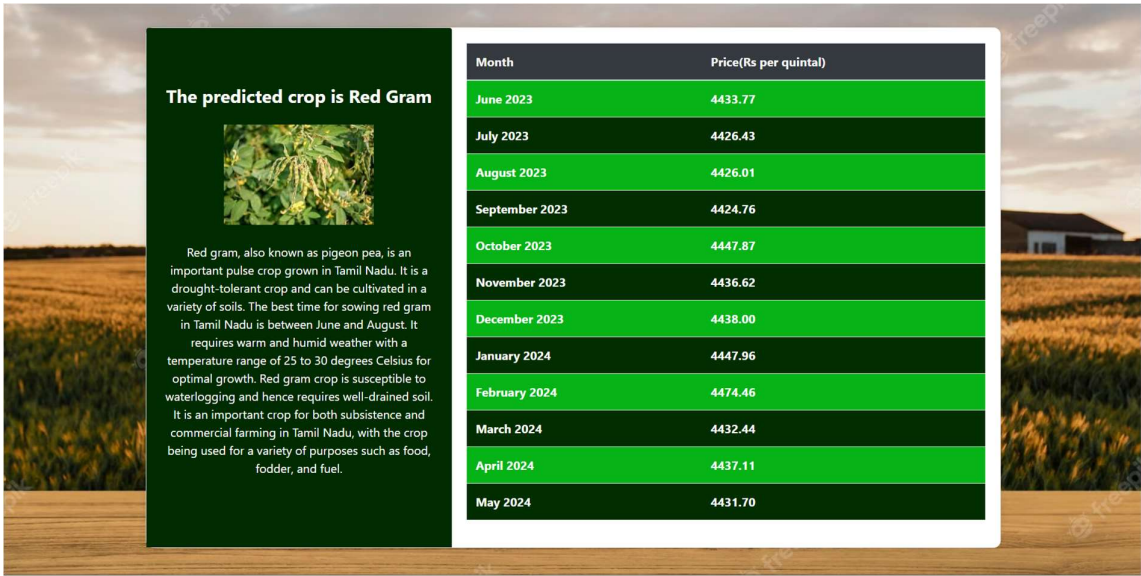 The predicted crop is Red Gram
Red gram, also known as pigeon pea, is an
important pulse crop grown in Tamil Nadu. It is a
drought-tolerant crop and can be cultivated in a
variety of soils. The best time for sowing red gram
in Tamil Nadu is between June and August. It
requires warm and humid weather with a
temperature range of 25 to 30 degrees Celsius for
optimal growth. Red gram crop is susceptible to
waterlogging and hence requires well-drained soil.
It is an important crop for both subsistence and
commercial farming in Tamil Nadu, with the crop
being used for a variety of purposes such as food,
fodder, and fuel.
Month Price(Rs per quintal)
June 2023 4433.77
July 2023 4426.43
August 2023 4426.01
September 2023 4424.76
October 2023 4447.87
November 2023 4436.62
December 2023 4438.00
January 2024 4447.96
February 2024 4474.46
March 2024 4432.44
April 2024 4437.11
May 2024 4431.70